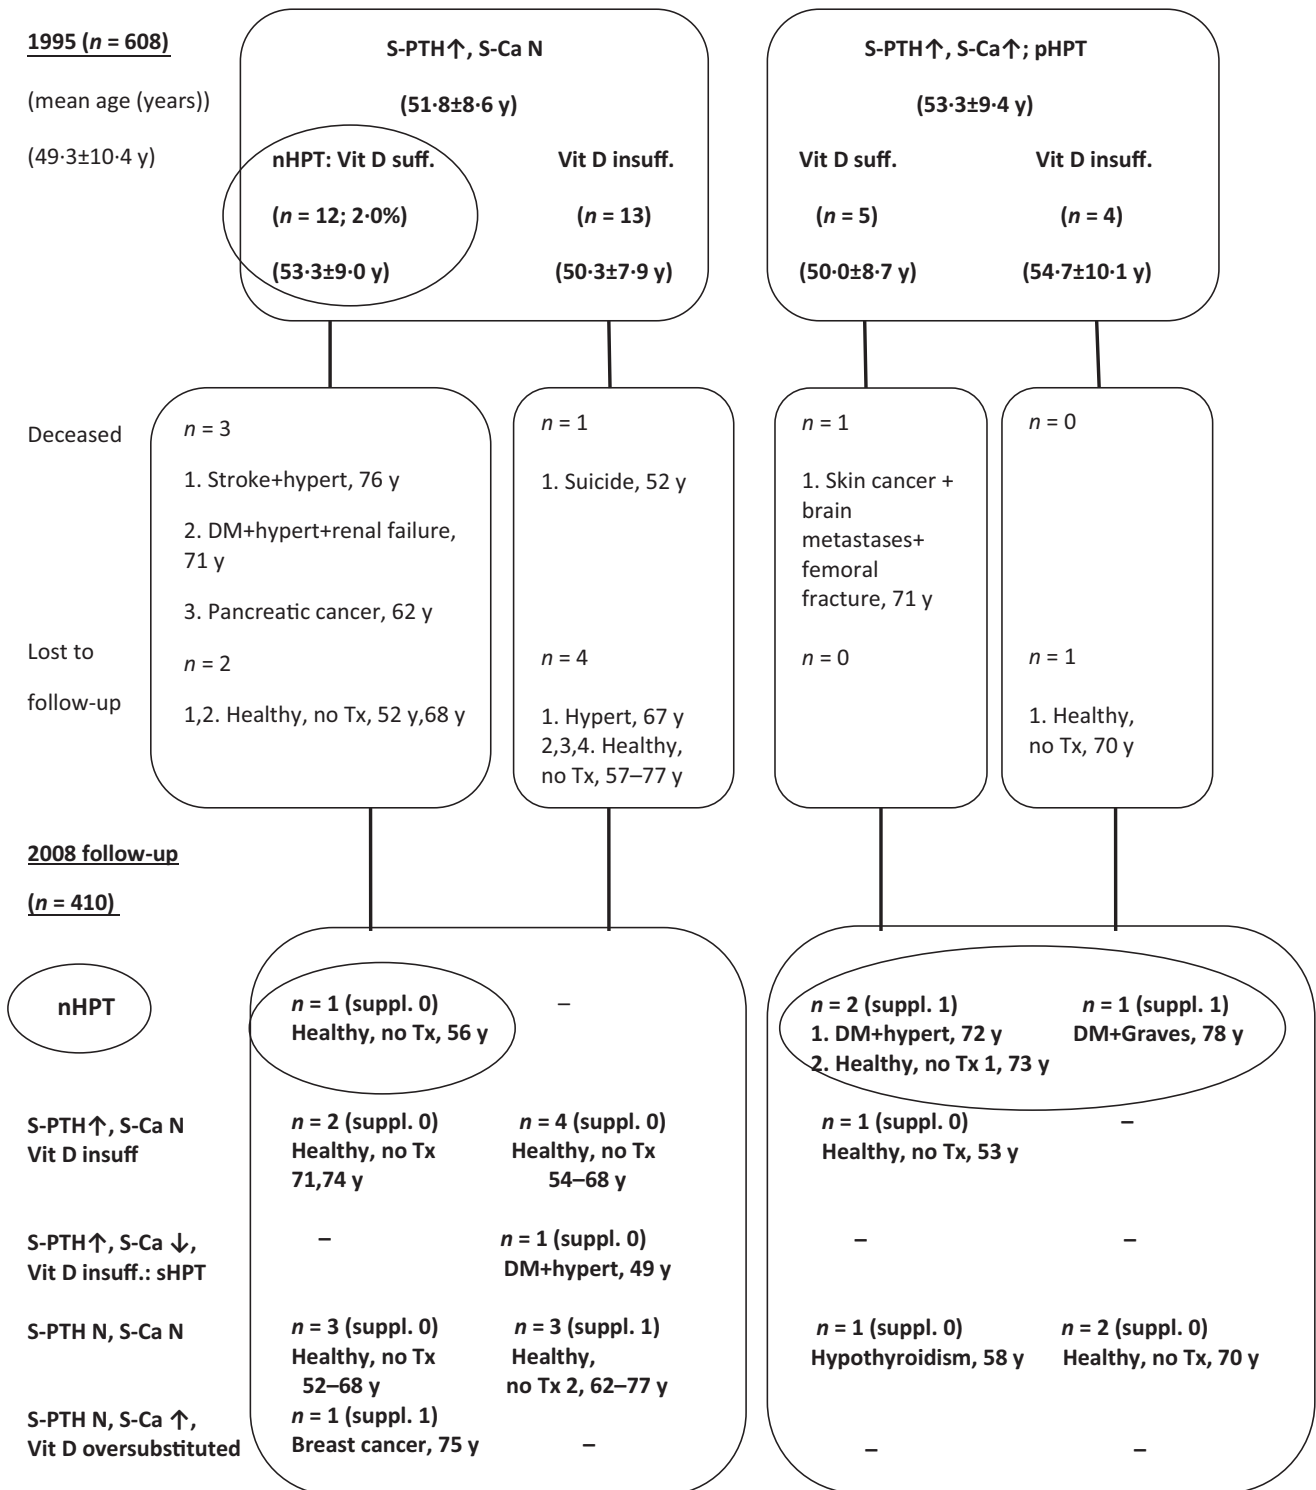 1995 (n = 608)
(mean age (years))
(49·3±10·4 y)
S-PTH↑, S-Ca N
(51·8±8·6 y)
nHPT: Vit D suff.
(n = 12; 2·0%)
(53·3±9·0 y)
Vit D insuff.
(n = 13)
(50·3±7·9 y)
S-PTH↑, S-Ca↑; pHPT
(53·3±9·4 y)
Vit D suff.
(n = 5)
(50·0±8·7 y)
Vit D insuff.
(n = 4)
(54·7±10·1 y)
Deceased
n = 3
1. Stroke+hypert, 76 y
2. DM+hypert+renal failure,
71 y
3. Pancreatic cancer, 62 y
n = 1
1. Suicide, 52 y
n = 1
1. Skin cancer +
brain
metastases+
femoral
fracture, 71 y
n = 0
Lost to
follow-up
n = 2
1,2. Healthy, no Tx, 52 y,68 y
n = 4
1. Hypert, 67 y
2,3,4. Healthy,
no Tx, 57–77 y
n = 0
n = 1
1. Healthy,
no Tx, 70 y
2008 follow-up
(n = 410)
nHPT
n = 1 (suppl. 0)
Healthy, no Tx, 56 y
–
n = 2 (suppl. 1)
1. DM+hypert, 72 y
2. Healthy, no Tx 1, 73 y
n = 1 (suppl. 1)
DM+Graves, 78 y
S-PTH↑, S-Ca N
Vit D insuff
n = 2 (suppl. 0)
Healthy, no Tx
71,74 y
n = 4 (suppl. 0)
Healthy, no Tx
54–68 y
n = 1 (suppl. 0)
Healthy, no Tx, 53 y
–
S-PTH↑, S-Ca ↓,
Vit D insuff.: sHPT
–
n = 1 (suppl. 0)
DM+hypert, 49 y
–
–
S-PTH N, S-Ca N
n = 3 (suppl. 0)
Healthy, no Tx
52–68 y
n = 3 (suppl. 1)
Healthy,
no Tx 2, 62–77 y
n = 1 (suppl. 0)
Hypothyroidism, 58 y
n = 2 (suppl. 0)
Healthy, no Tx, 70 y
S-PTH N, S-Ca ↑,
Vit D oversubstituted
n = 1 (suppl. 1)
Breast cancer, 75 y
–
–
–